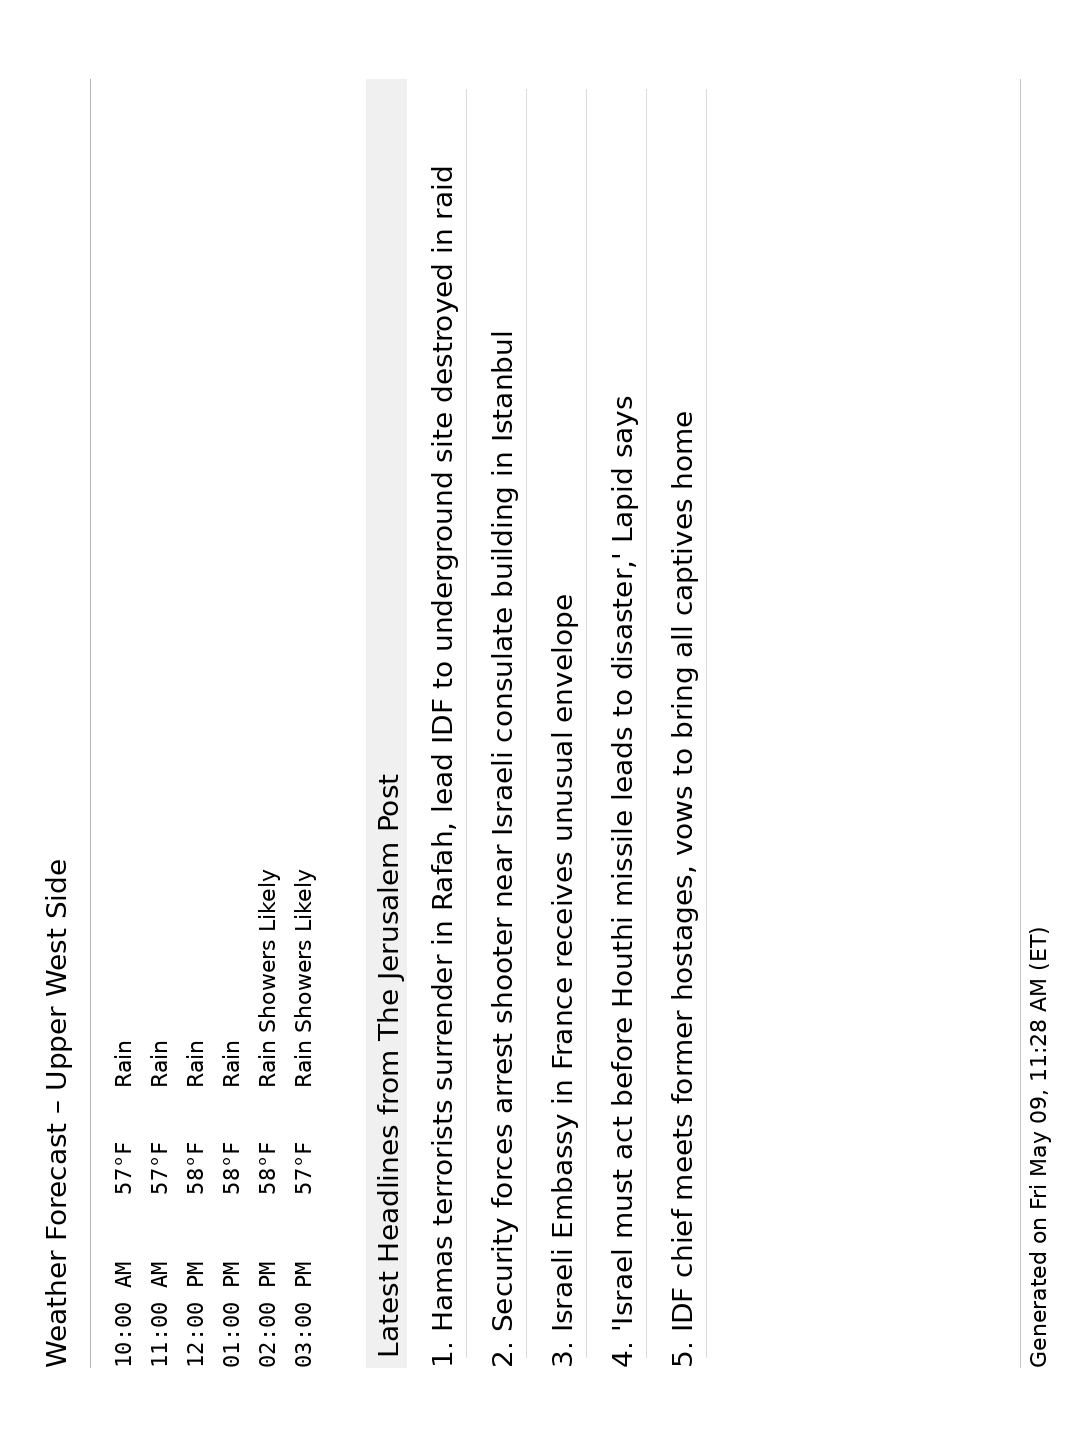 Weather Forecast – Upper West Side
10:00 AM 57°F Rain
11:00 AM 57°F Rain
12:00 PM 58°F Rain
01:00 PM 58°F Rain
02:00 PM 58°F Rain Showers Likely
03:00 PM 57°F Rain Showers Likely
Latest Headlines from The Jerusalem Post
1. Hamas terrorists surrender in Rafah, lead IDF to underground site destroyed in raid
2. Security forces arrest shooter near Israeli consulate building in Istanbul
3. Israeli Embassy in France receives unusual envelope
4. 'Israel must act before Houthi missile leads to disaster,' Lapid says
5. IDF chief meets former hostages, vows to bring all captives home
Generated on Fri May 09, 11:28 AM (ET)